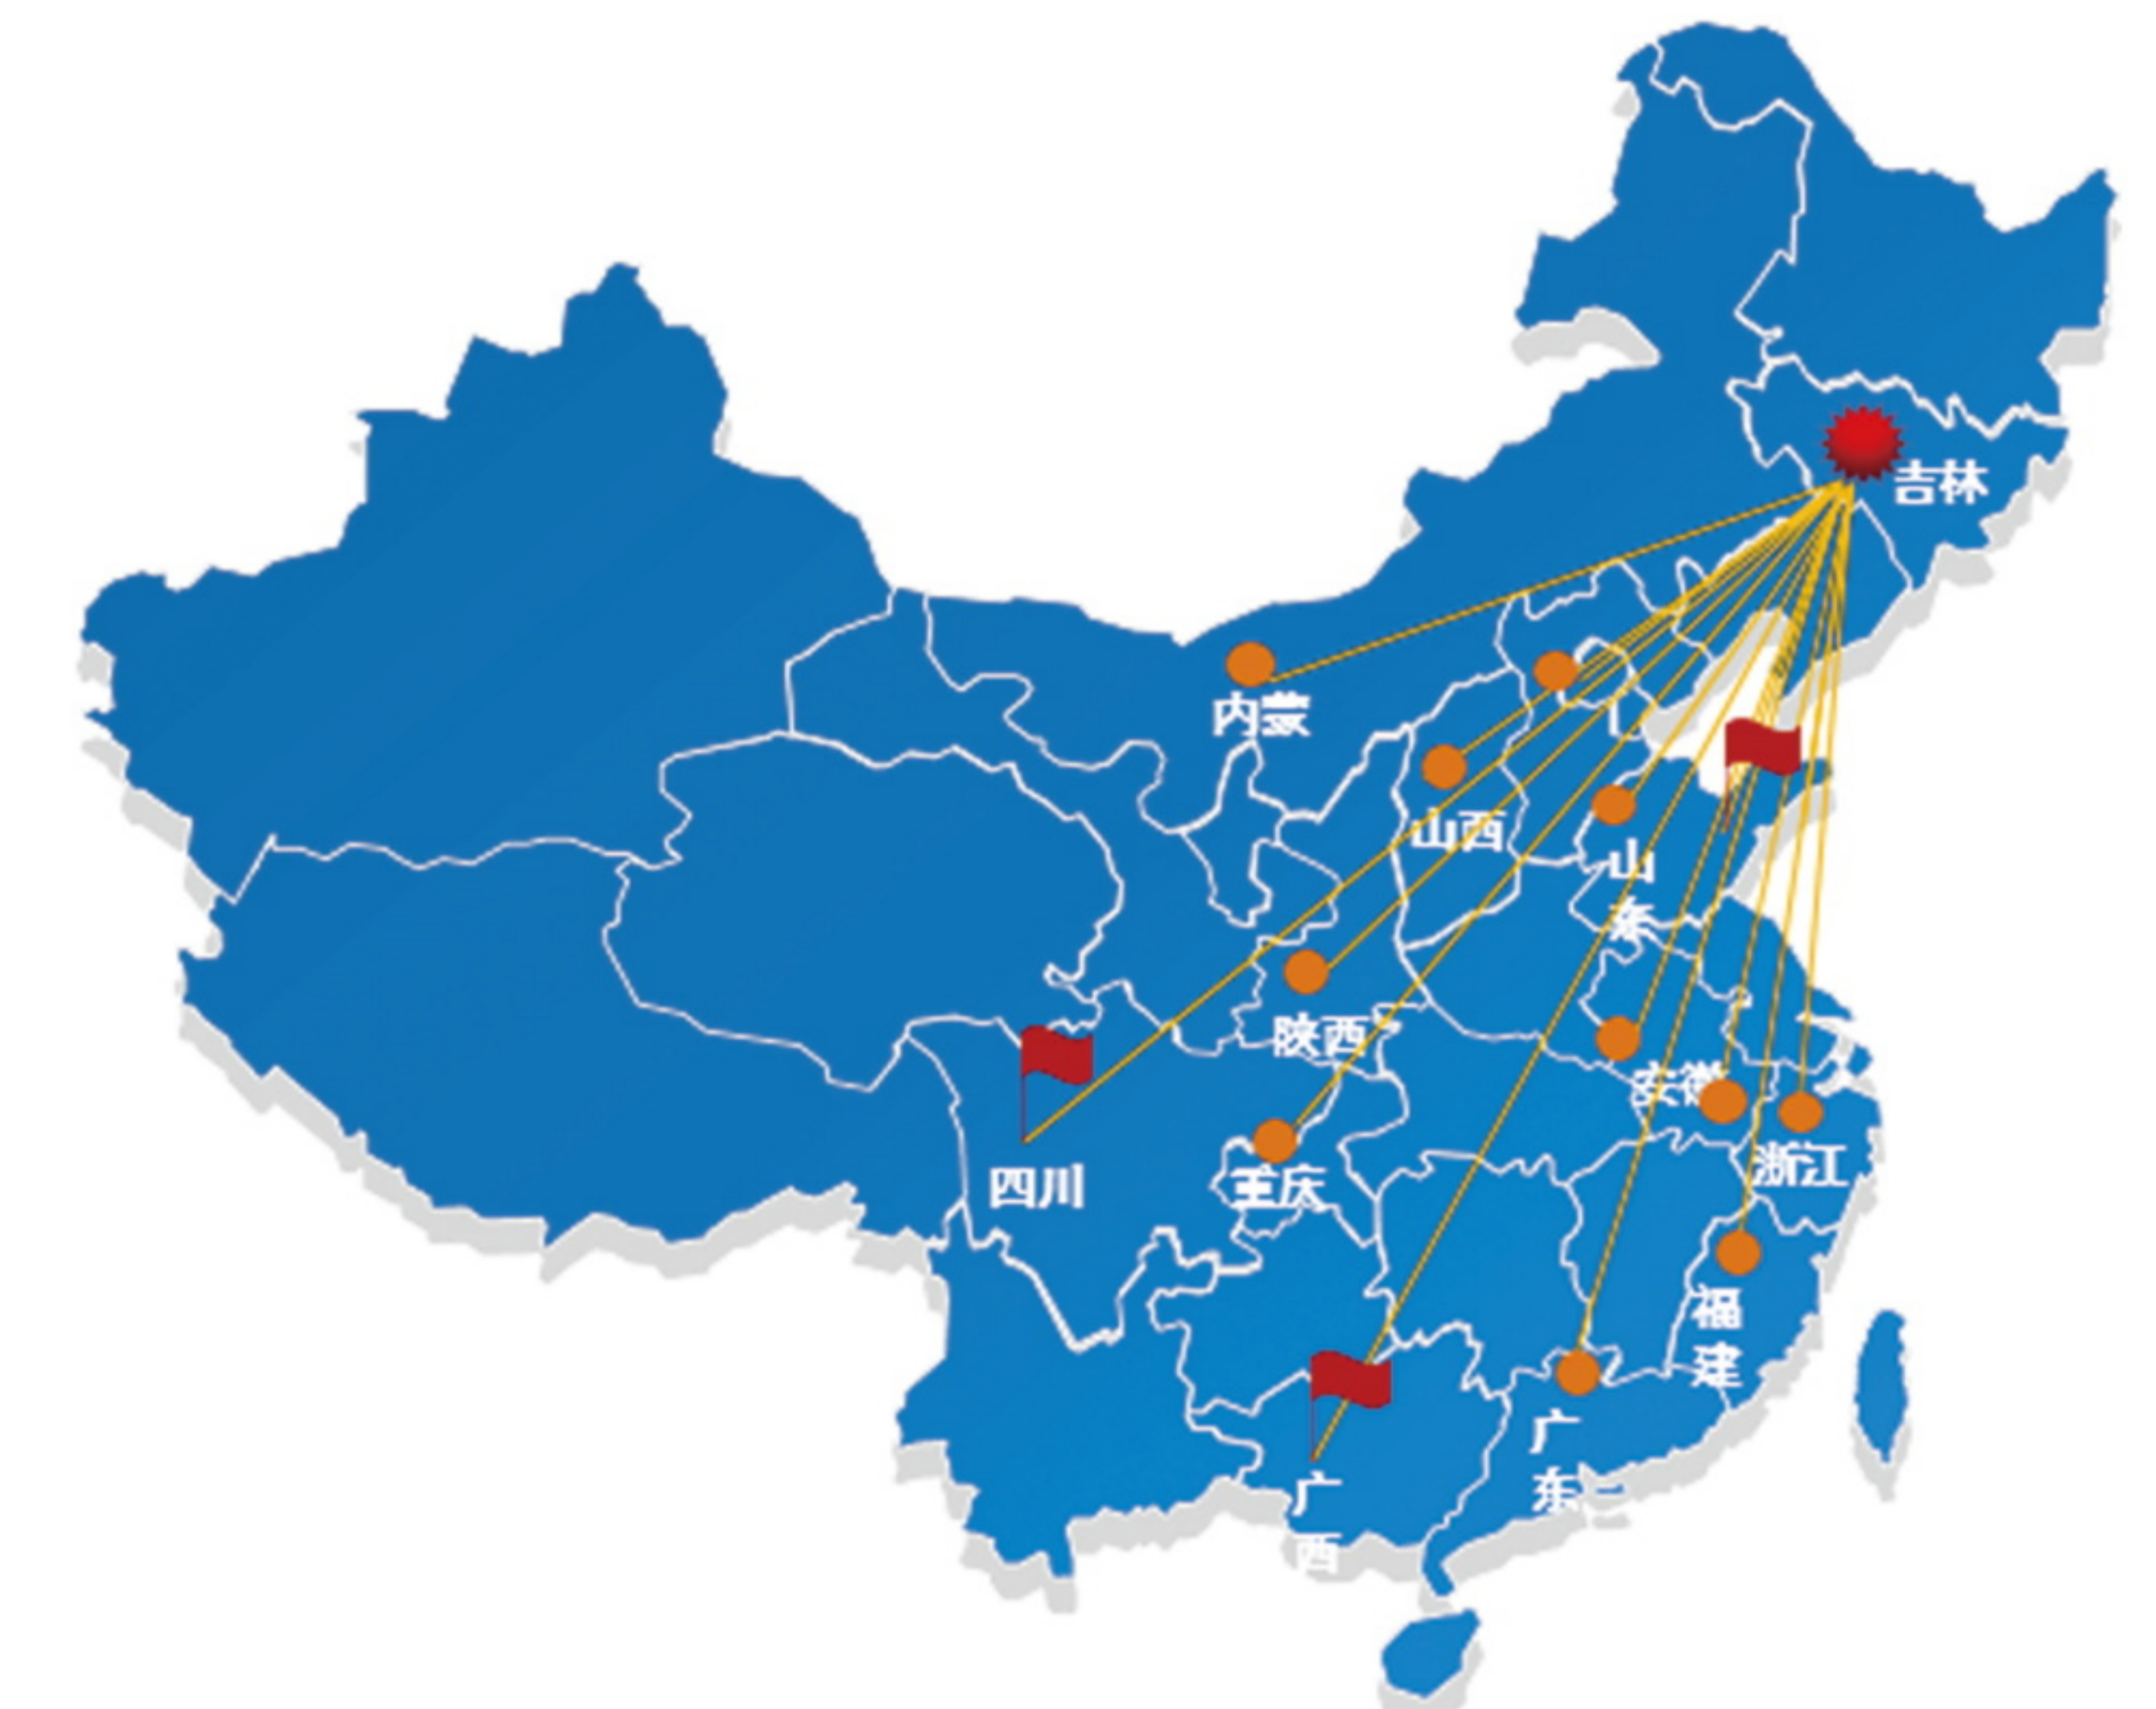 吉林
内蒙
山西
山
东
陕西
安徽
浙江
四川
重庆
福
建
广
东
广
西